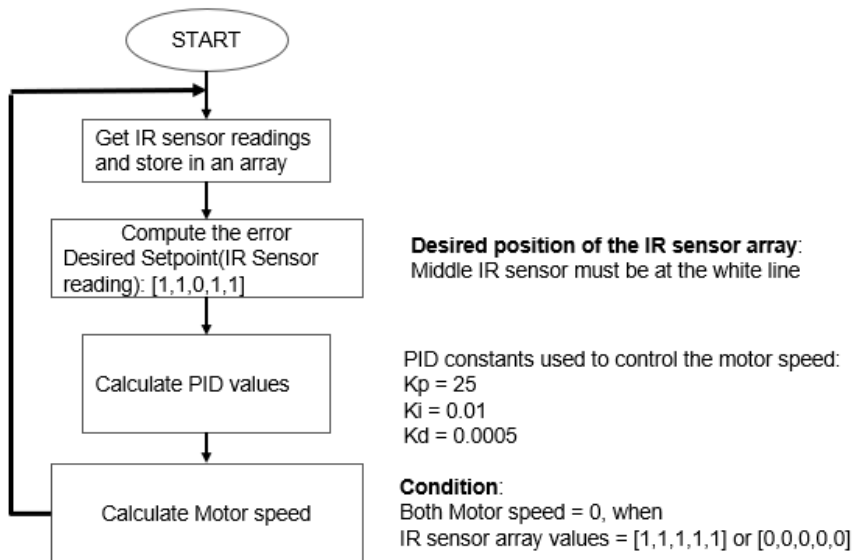 START
Get IR sensor readings
and store in an array
Compute the error
Desired Setpoint(IR Sensor
reading): [1,1,0,1,1]
Desired position of the IR sensor array:
Middle IR sensor must be at the white line
Calculate PID values
PID constants used to control the motor speed:
Kp = 25
Ki = 0.01
Kd = 0.0005
Calculate Motor speed
Condition:
Both Motor speed = 0, when
IR sensor array values = [1,1,1,1,1] or [0,0,0,0,0]